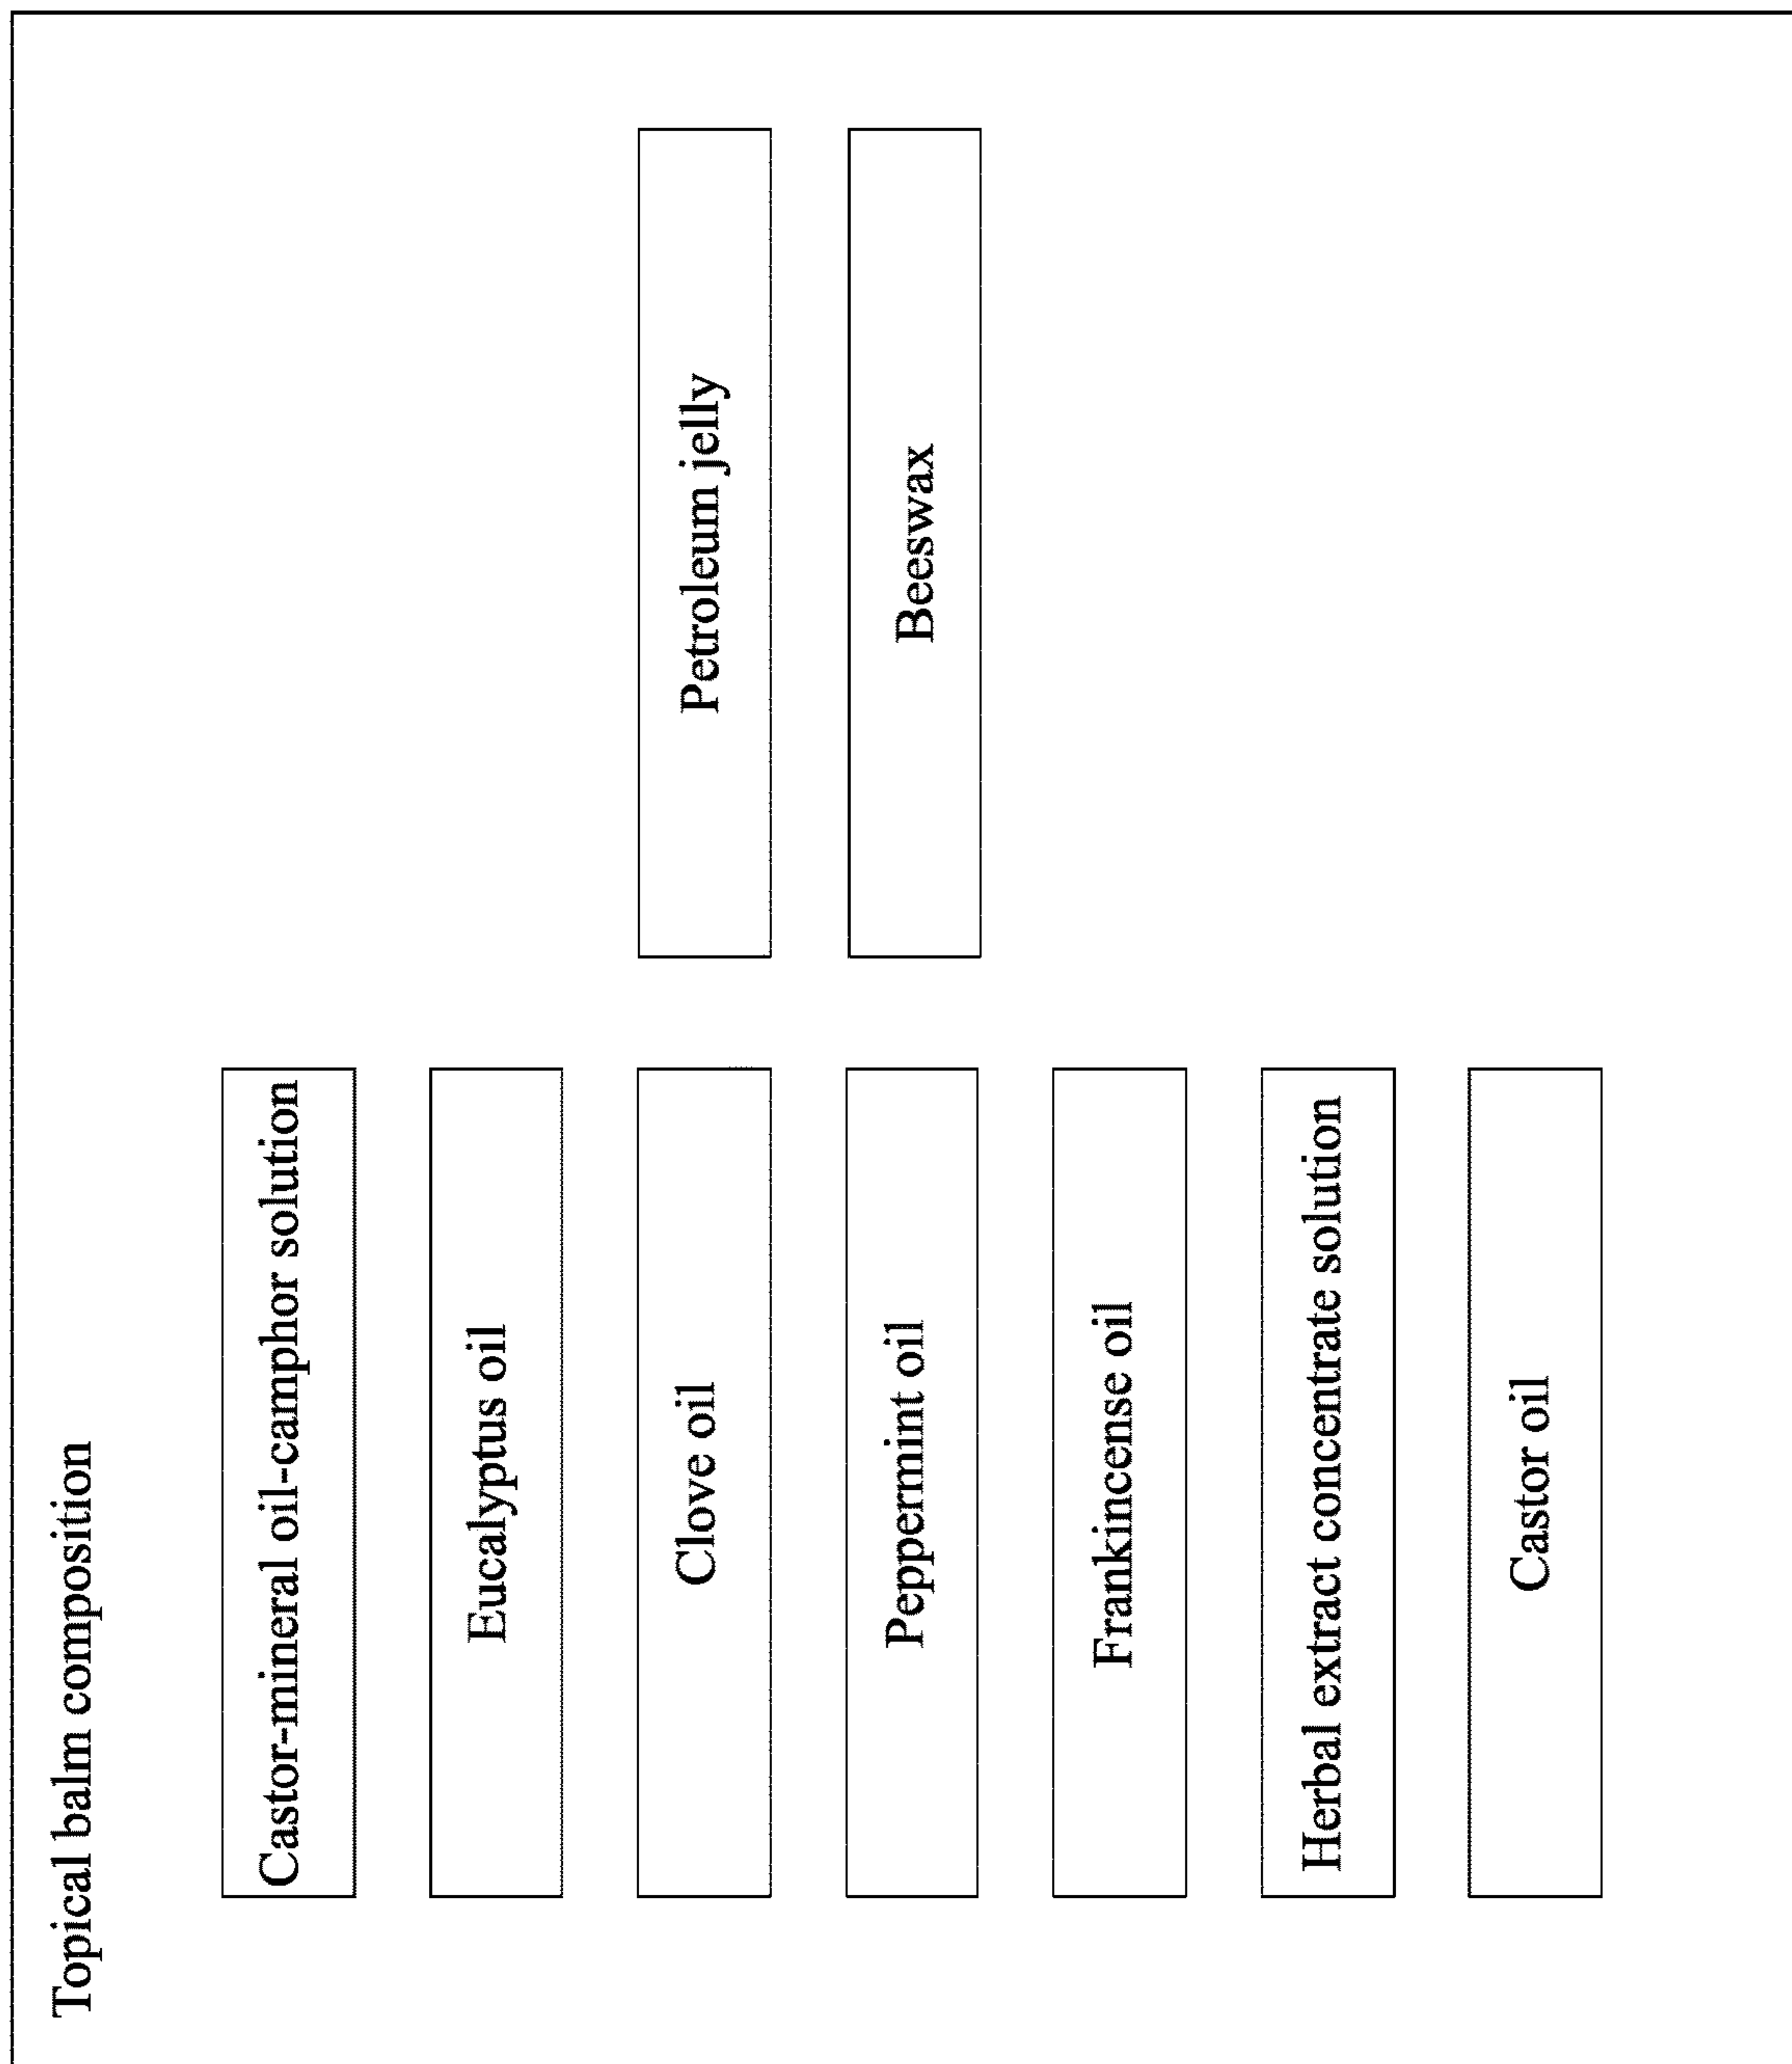 Topical balm composition
Castor-mineral oil-camphor solution
Eucalyptus oil
Clove oil
Peppermint oil
Frankincense oil
Herbal extract concentrate solution
Castor oil
Petroleum jelly
Beeswax